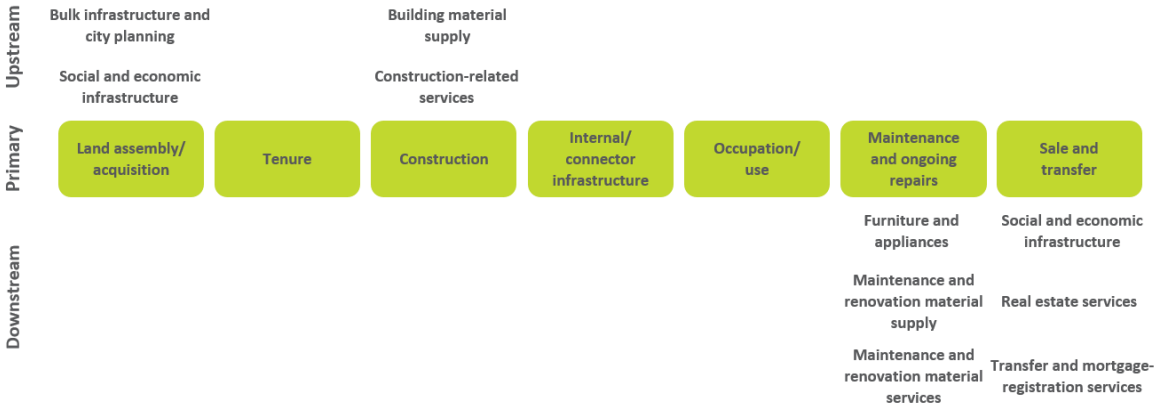 Upstream
Bulk infrastructure and
city planning
Building material
supply
Social and economic
infrastructure
Construction-related
services
Primary
Land assembly/
acquisition
Tenure
Construction
Internal/
connector
infrastructure
Occupation/
use
Maintenance
and ongoing
repairs
Sale and
transfer
Downstream
Furniture and
appliances
Social and economic
infrastructure
Maintenance and
renovation material
supply
Real estate services
Maintenance and
renovation material
services
Transfer and mortgage-
registration services